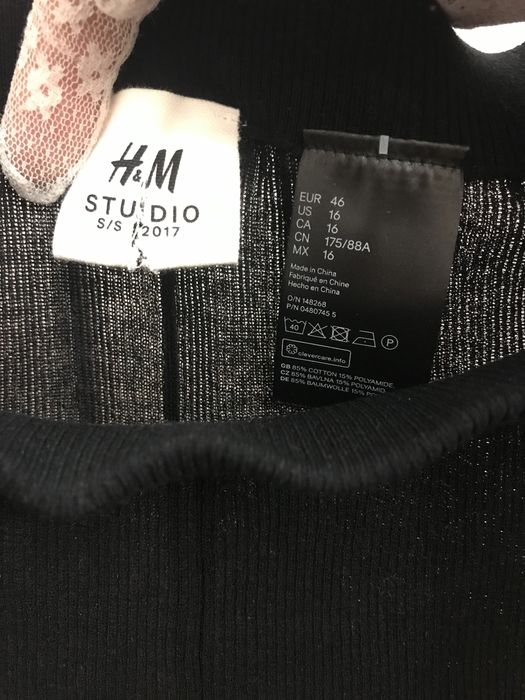 H&M
STUDIO
S/S 2017
EUR 46
US 16
CA 16
CN 175/88A
MX 16
Made in China
Fabriqué en Chine
Hecho en China
O/N 148268
P/N 0480745 5
40 P
clevercare.info
GB 85% COTTON 15% POLYAMIDE.
CZ 85% BAVLNA 15% POLYAMID.
DE 85% BAUMWOLLE 15%